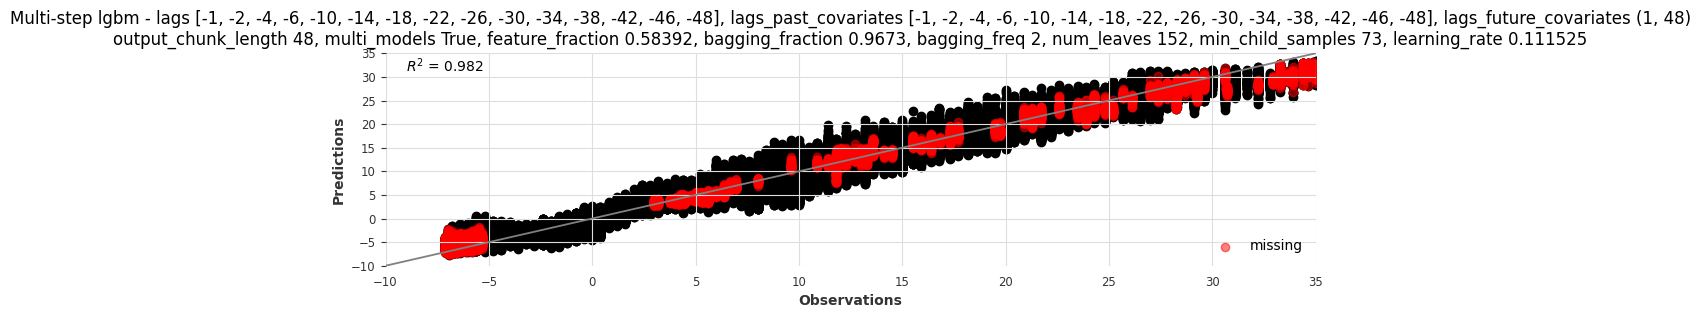 Multi-step lgbm - lags [-1, -2, -4, -6, -10, -14, -18, -22, -26, -30, -34, -38, -42, -46, -48], lags_past_covariates [-1, -2, -4, -6, -10, -14, -18, -22, -26, -30, -34, -38, -42, -46, -48], lags_future_covariates (1, 48)
output_chunk_length 48, multi_models True, feature_fraction 0.58392, bagging_fraction 0.9673, bagging_freq 2, num_leaves 152, min_child_samples 73, learning_rate 0.111525
R² = 0.982
Predictions
35
30
25
20
15
10
5
0
−5
−10
missing
−10 −5 0 5 10 15 20 25 30 35
Observations